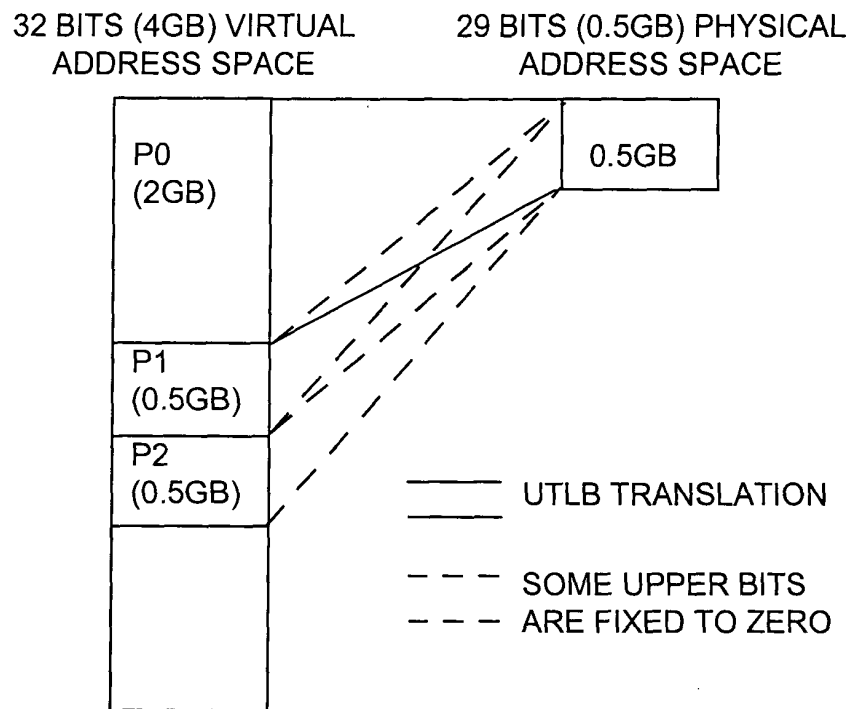 32 BITS (4GB) VIRTUAL
ADDRESS SPACE
29 BITS (0.5GB) PHYSICAL
ADDRESS SPACE
P0
(2GB)
0.5GB
P1
(0.5GB)
P2
(0.5GB)
UTLB TRANSLATION
SOME UPPER BITS
ARE FIXED TO ZERO